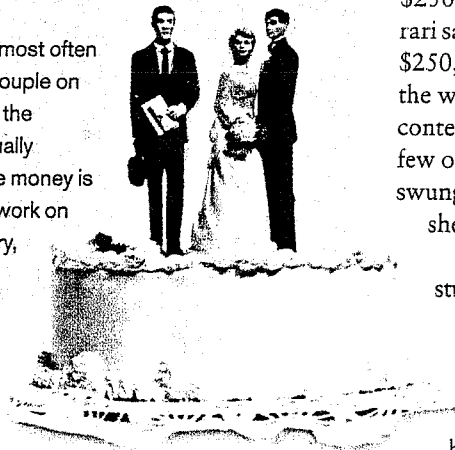 most often
ouple on
the
ually
e money is
work on
ry,
$250
rari sa
$250,
the w
conte
few o
swung
she
stu